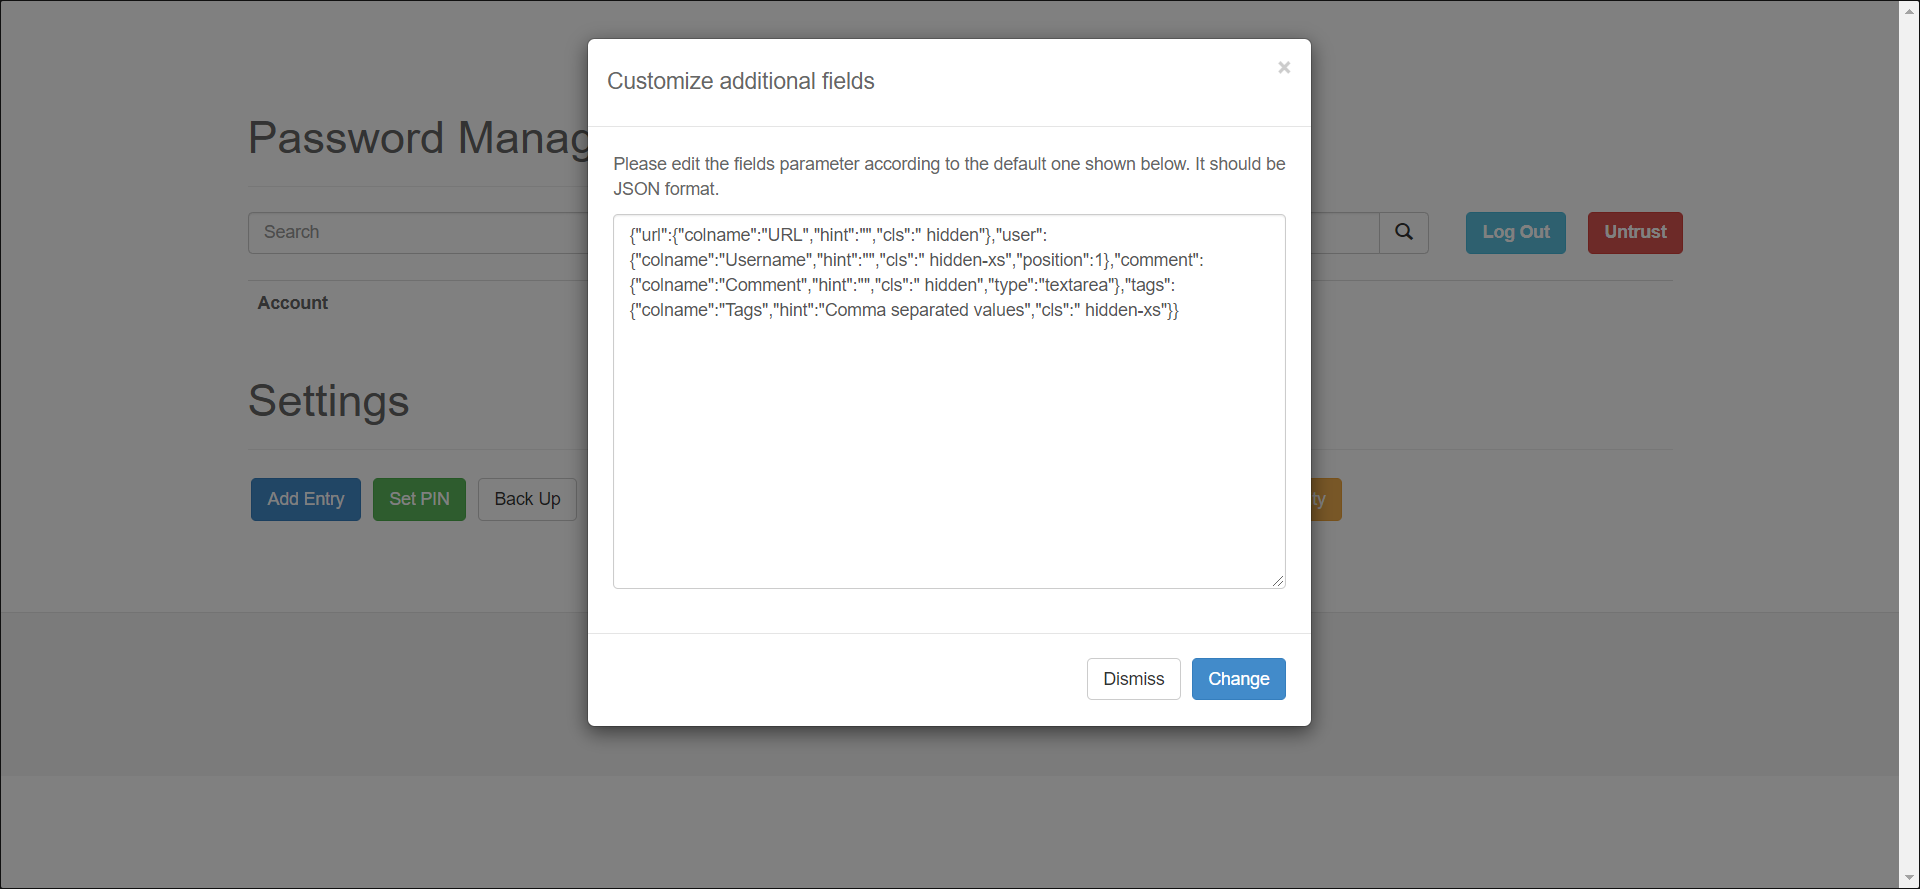 Customize additional fields
×
Password Manag
Please edit the fields parameter according to the default one shown below. It should be
JSON format.
Search
Log Out
Untrust
{"url":{"colname":"URL","hint":"","cls":" hidden"},"user":
{"colname":"Username","hint":"","cls":" hidden-xs","position":1},"comment":
{"colname":"Comment","hint":"","cls":" hidden","type":"textarea"},"tags":
{"colname":"Tags","hint":"Comma separated values","cls":" hidden-xs"}}
Account
Settings
Add Entry
Set PIN
Back Up
ty
Dismiss
Change